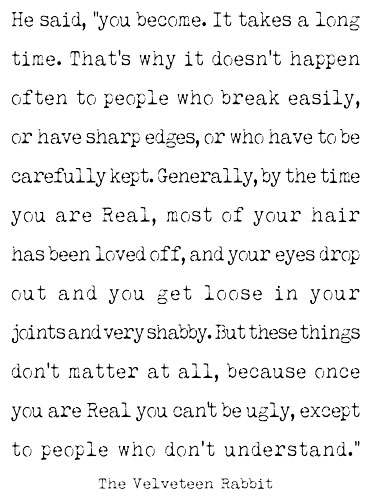 He said, "you become. It takes a long
time. That's why it doesn't happen
often to people who break easily,
or have sharp edges, or who have to be
carefully kept. Generally, by the time
you are Real, most of your hair
has been loved off, and your eyes drop
out and you get loose in your
joints and very shabby. But these things
don't matter at all, because once
you are Real you can't be ugly, except
to people who don't understand."
The Velveteen Rabbit